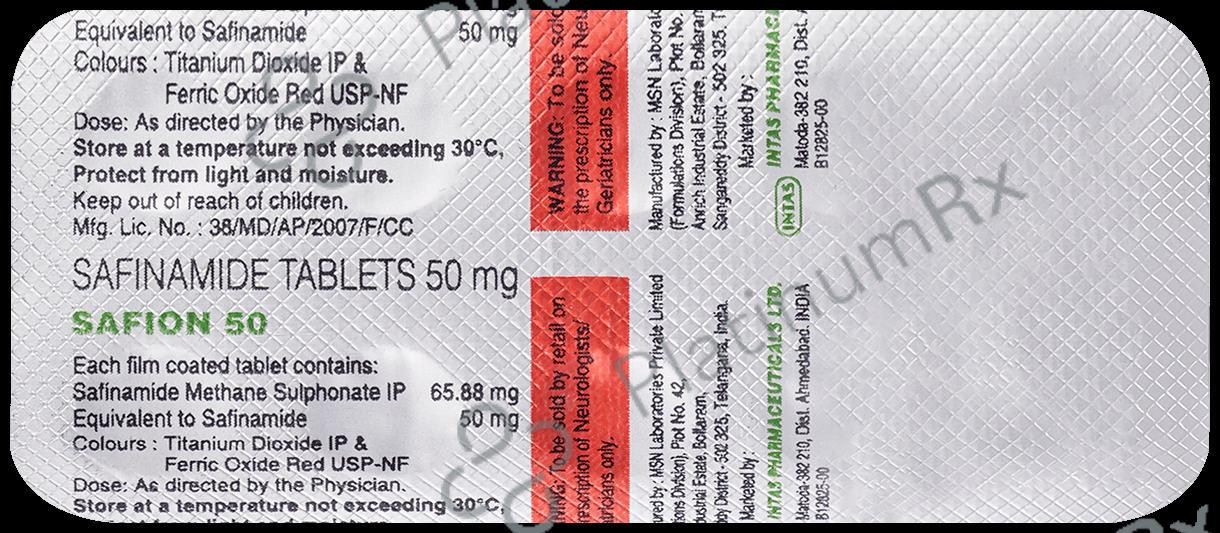 Equivalent to Safinamide 50 mg
Colours : Titanium Dioxide IP &
Ferric Oxide Red USP-NF
Dose: As directed by the Physician.
Store at a temperature not exceeding 30°C,
Protect from light and moisture.
Keep out of reach of children.
Mfg. Lic. No. : 38/MD/AP/2007/F/CC
SAFINAMIDE TABLETS 50 mg
SAFION 50
Each film coated tablet contains:
Safinamide Methane Sulphonate IP 65.88 mg
Equivalent to Safinamide 50 mg
Colours : Titanium Dioxide IP &
Ferric Oxide Red USP-NF
Dose: As directed by the Physician.
Store at a temperature not exceeding 30°C,
WARNING: To be sold
the prescription of
Geriatricians only.
Manufactured by : MSN
(Formulations Division), Plot No.
Anrich Industrial Estate, Bollaram
Sangareddy District - 502 325,
Marketed by :
INTAS
INTAS
Matoda-382 210, Dist.
B12825-00
To be sold by retail on
of Neurologists/
only.
by : MSN Laboratories Private Limited
Division), Plot No. 42,
Estate, Bollaram,
District - 502 325, Telangana, India.
Marketed by :
INTAS PHARMACEUTICALS LTD.
Matoda-382 210, Dist. Ahmedabad. INDIA
B12825-00
PlatinumRx